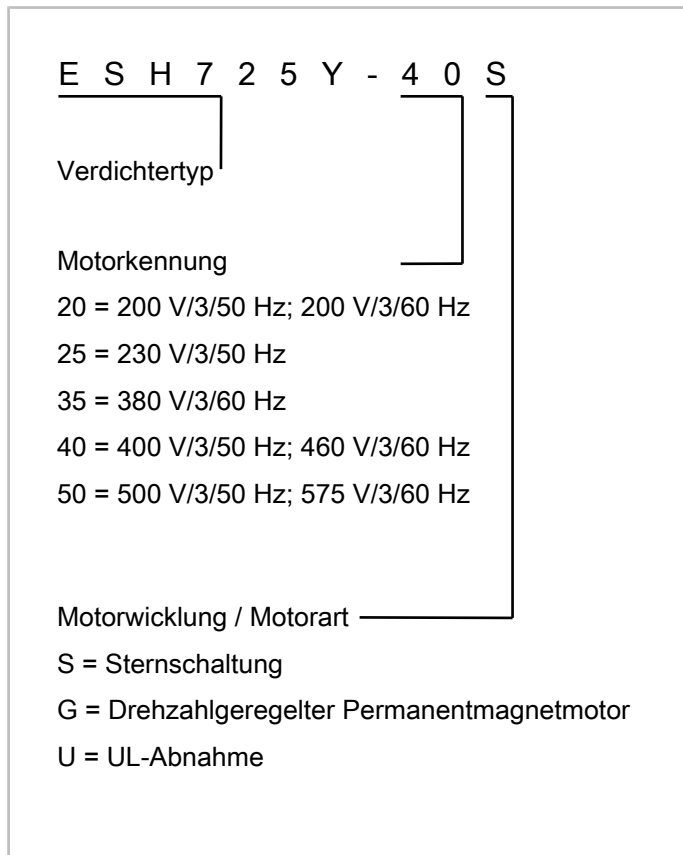 E S H 7 2 5 Y - 4 0 S
Verdichtertyp
Motorkennung
20 = 200 V/3/50 Hz; 200 V/3/60 Hz
25 = 230 V/3/50 Hz
35 = 380 V/3/60 Hz
40 = 400 V/3/50 Hz; 460 V/3/60 Hz
50 = 500 V/3/50 Hz; 575 V/3/60 Hz
Motorwicklung / Motorart
S = Sternschaltung
G = Drehzahlgeregelter Permanentmagnetmotor
U = UL-Abnahme